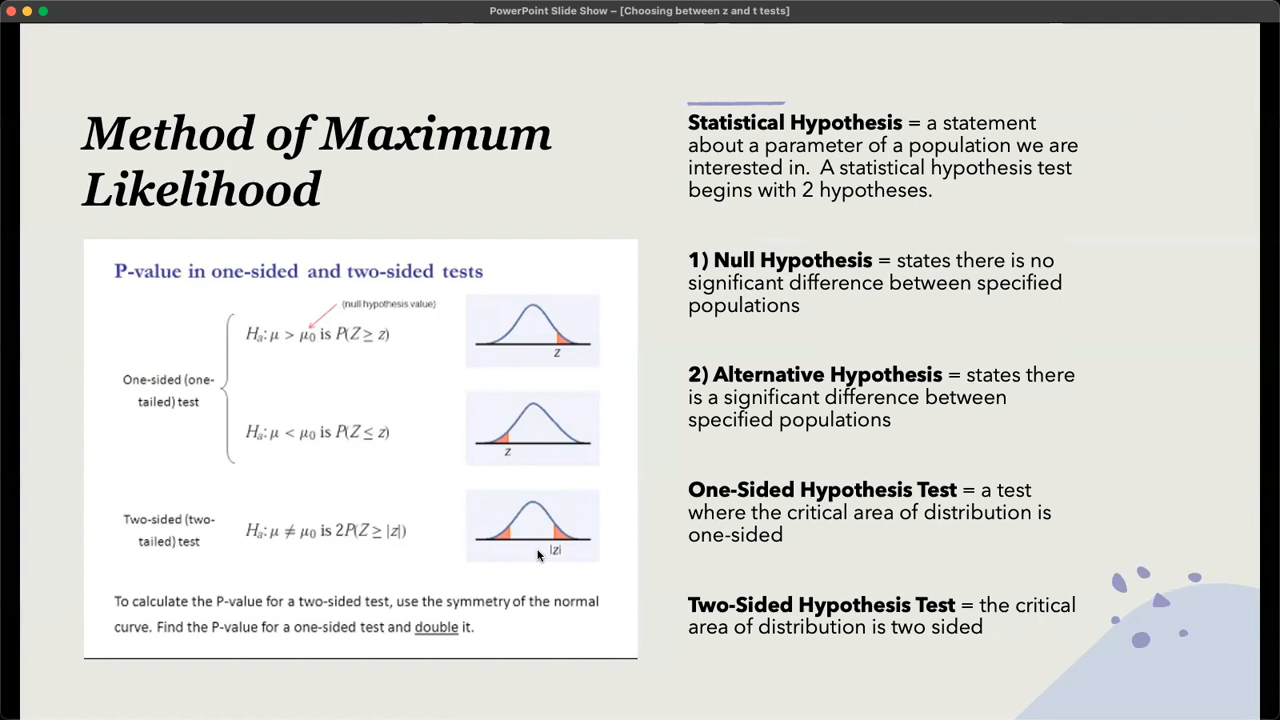 PowerPoint Slide Show – [Choosing between z and t tests]
Method of Maximum
Likelihood
P-value in one-sided and two-sided tests
(null hypothesis value)
One-sided (one-
tailed) test
Hₐ: μ > μ₀ is P(Z ≥ z)
z
Hₐ: μ < μ₀ is P(Z ≤ z)
z
Two-sided (two-
tailed) test
Hₐ: μ ≠ μ₀ is 2P(Z ≥ |z|)
|z|
To calculate the P-value for a two-sided test, use the symmetry of the normal
curve. Find the P-value for a one-sided test and double it.
Statistical Hypothesis = a statement
about a parameter of a population we are
interested in. A statistical hypothesis test
begins with 2 hypotheses.
1) Null Hypothesis = states there is no
significant difference between specified
populations
2) Alternative Hypothesis = states there
is a significant difference between
specified populations
One-Sided Hypothesis Test = a test
where the critical area of distribution is
one-sided
Two-Sided Hypothesis Test = the critical
area of distribution is two sided